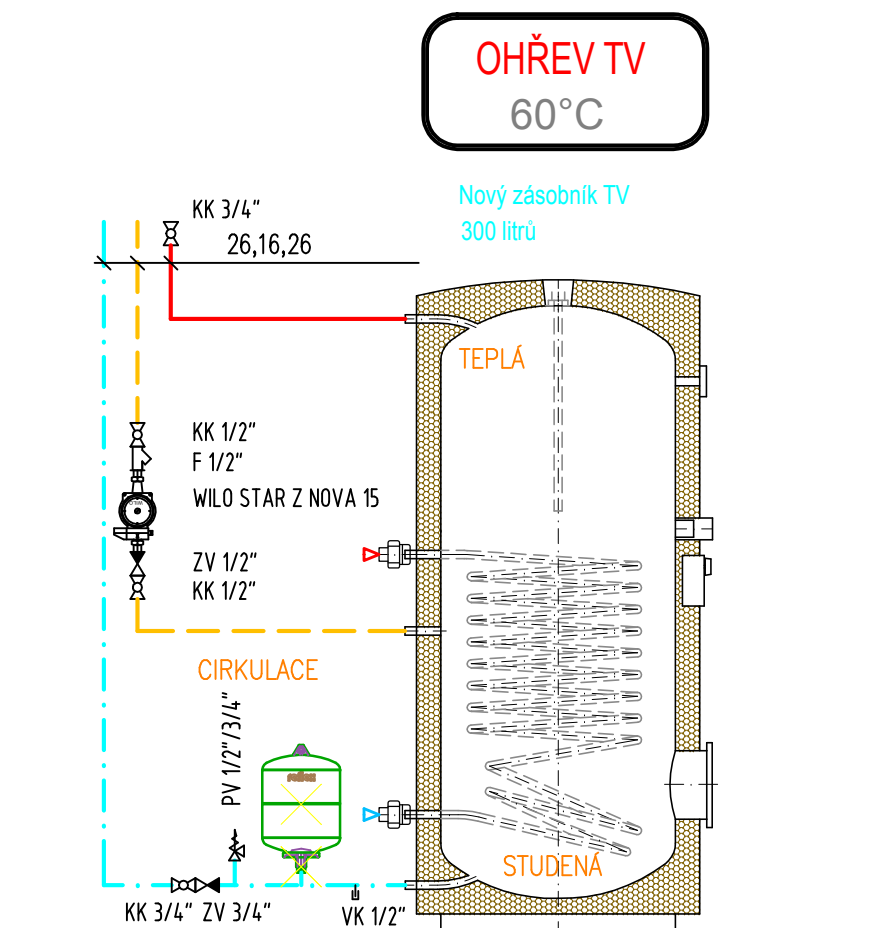 OHŘEV TV
60°C
Nový zásobník TV
300 litrů
KK 3/4"
26,16,26
TEPLÁ
KK 1/2"
F 1/2"
WILO STAR Z NOVA 15
ZV 1/2"
KK 1/2"
CIRKULACE
PV 1/2"/3/4"
reflex
STUDENÁ
KK 3/4" ZV 3/4"
VK 1/2"